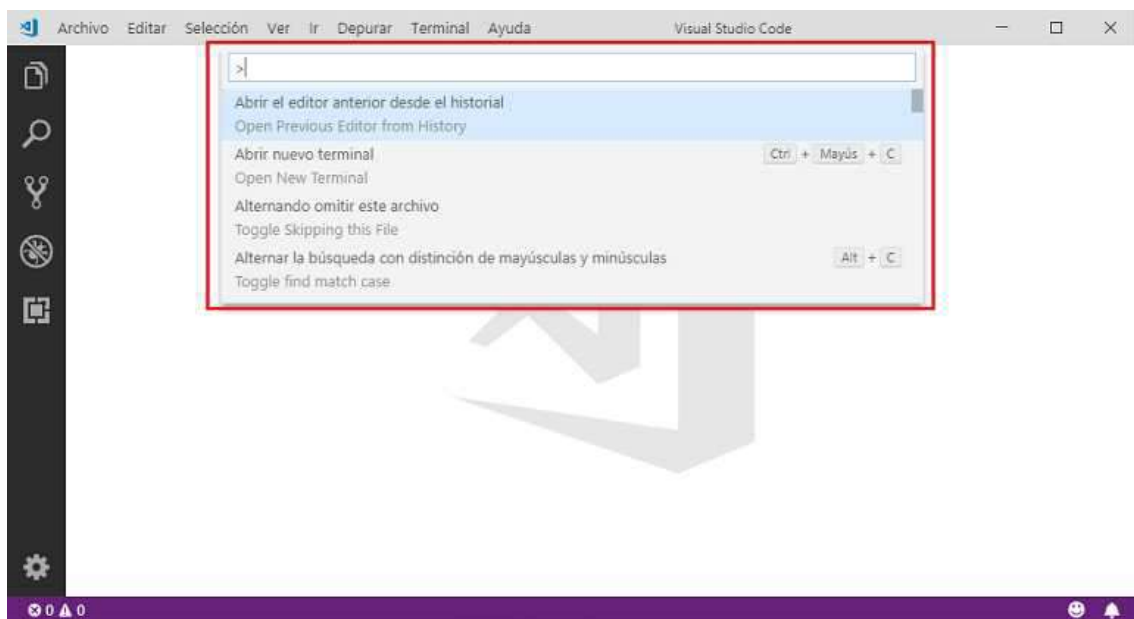 Archivo Editar Selección Ver Ir Depurar Terminal Ayuda Visual Studio Code
>
Abrir el editor anterior desde el historial
Open Previous Editor from History
Abrir nuevo terminal Ctrl + Mayús + C
Open New Terminal
Alternando omitir este archivo
Toggle Skipping this File
Alternar la búsqueda con distinción de mayúsculas y minúsculas Alt + C
Toggle find match case
0 0